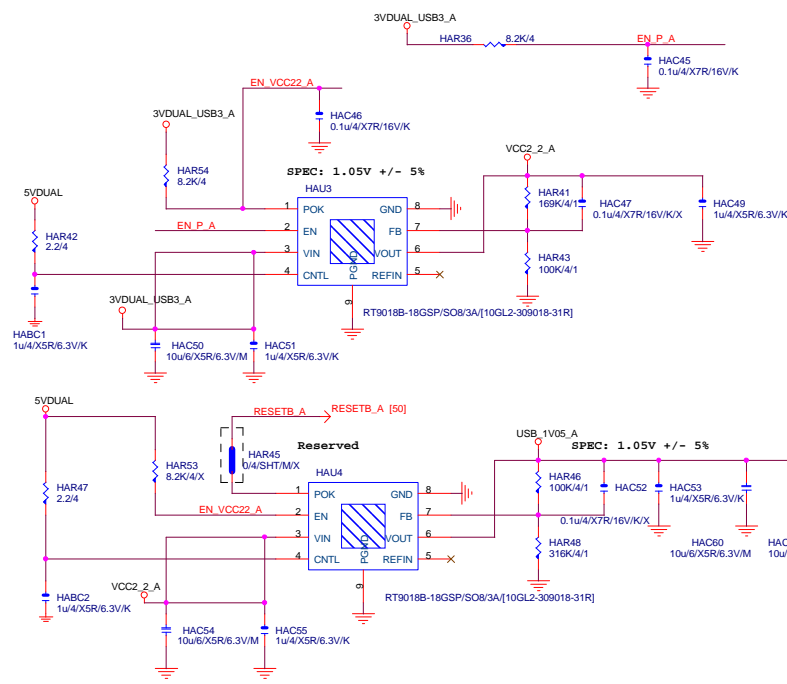 3VDUAL_USB3_A
HAR36 8.2K/4 EN_P_A
HAC45
0.1u/4/X7R/16V/K
EN_VCC22_A
HAC46
0.1u/4/X7R/16V/K
3VDUAL_USB3_A
HAR54
8.2K/4
SPEC: 1.05V +/- 5%
HAU3
VCC2_2_A
5VDUAL
HAR42
2.2/4
EN_P_A
1 POK GND 8
2 EN FB 7
3 VIN VOUT 6
4 CNTL REFIN 5
PGND
9
HAR41
169K/4/1
HAC47
0.1u/4/X7R/16V/K/X
HAC49
1u/4/X5R/6.3V/K
HAR43
100K/4/1
3VDUAL_USB3_A
RT9018B-18GSP/SO8/3A/[10GL2-309018-31R]
HABC1
1u/4/X5R/6.3V/K
HAC50
10u/6/X5R/6.3V/M
HAC51
1u/4/X5R/6.3V/K
5VDUAL
RESETB_A RESETB_A [50]
HAR45
0/4/SHT/M/X
Reserved
USB_1V05_A
SPEC: 1.05V +/- 5%
HAR53
8.2K/4/X
HAR47
2.2/4
HAU4
EN_VCC22_A
1 POK GND 8
2 EN FB 7
3 VIN VOUT 6
4 CNTL REFIN 5
PGND
9
HAR46
100K/4/1
HAC52
0.1u/4/X7R/16V/K/X
HAC53
1u/4/X5R/6.3V/K
HAR48
316K/4/1
HAC60
10u/6/X5R/6.3V/M
HAC
10u/
VCC2_2_A
RT9018B-18GSP/SO8/3A/[10GL2-309018-31R]
HABC2
1u/4/X5R/6.3V/K
HAC54
10u/6/X5R/6.3V/M
HAC55
1u/4/X5R/6.3V/K